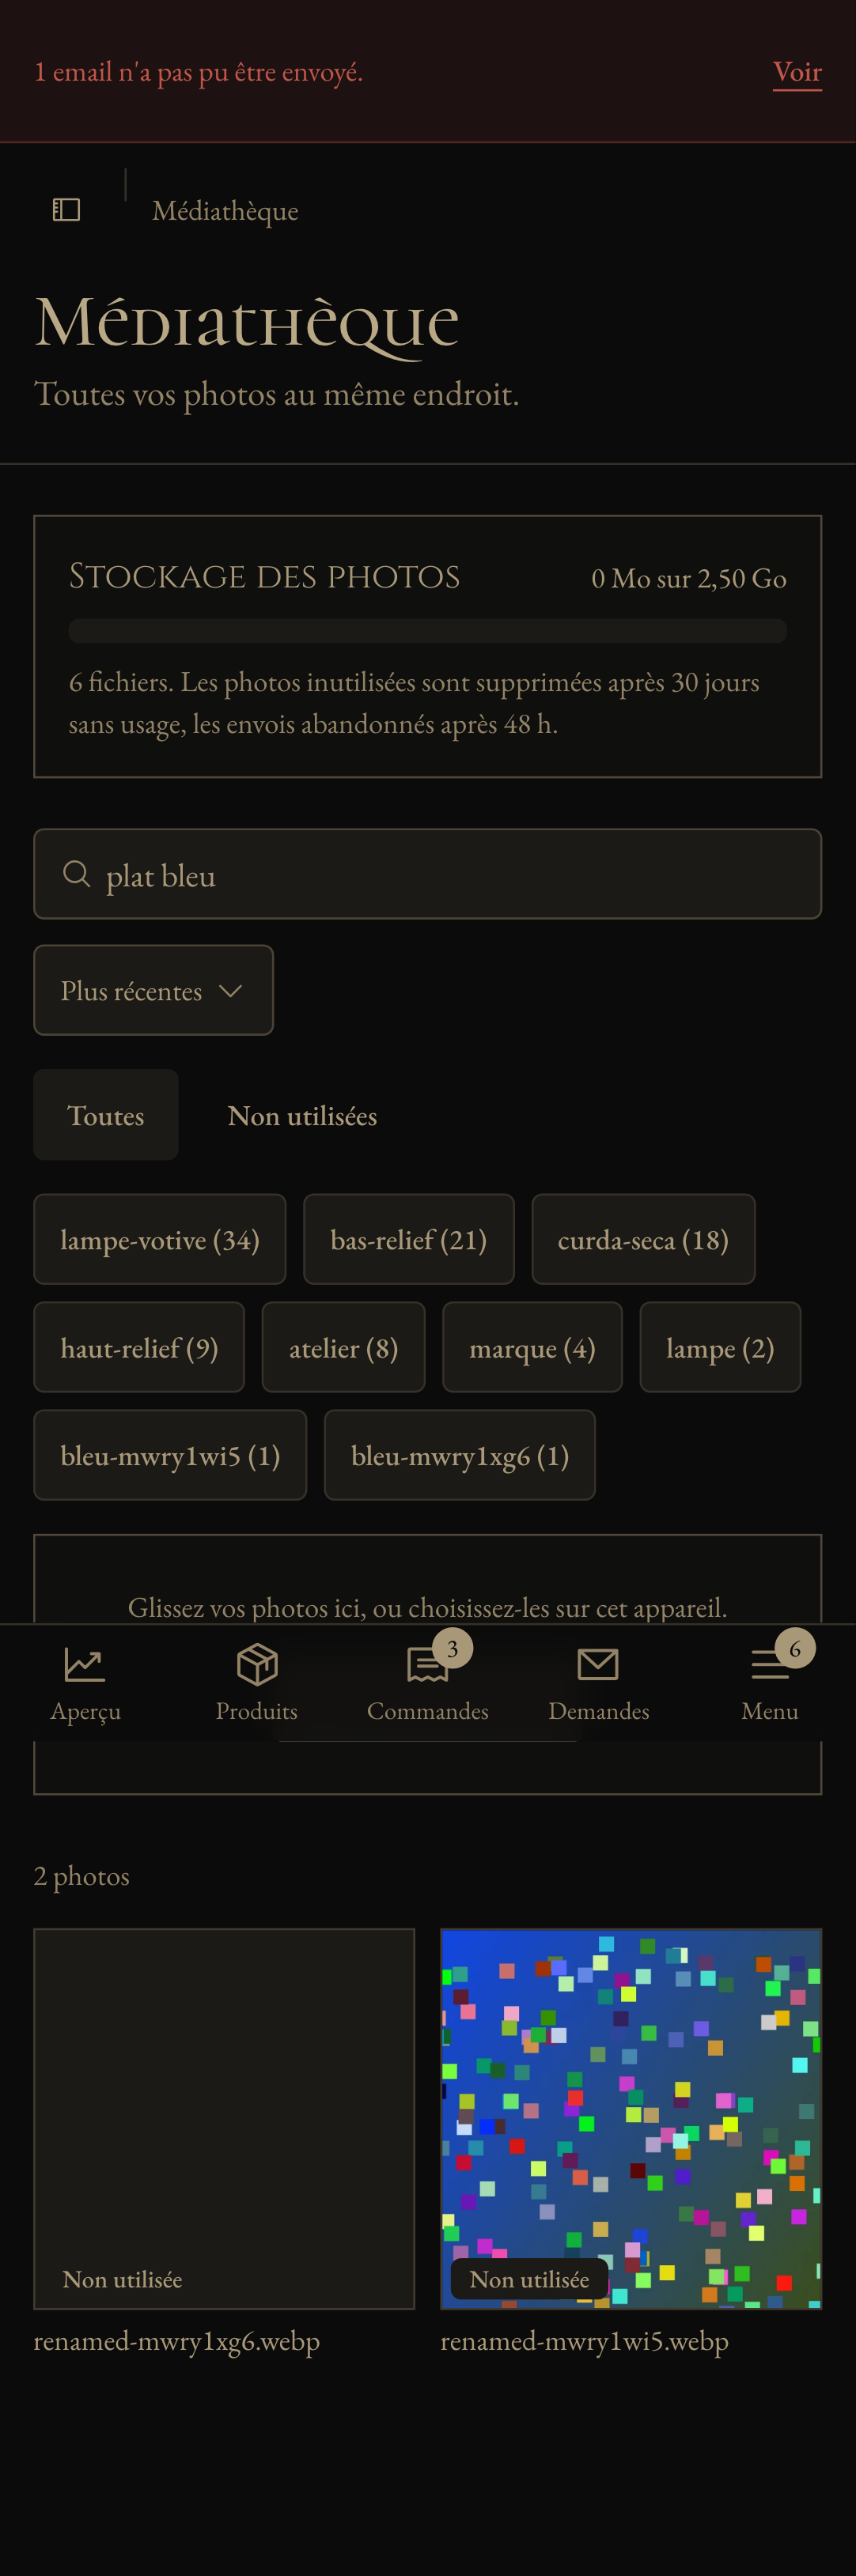 1 email n'a pas pu être envoyé.
Voir
Médiathèque
Médiathèque
Toutes vos photos au même endroit.
Stockage des photos
0 Mo sur 2,50 Go
6 fichiers. Les photos inutilisées sont supprimées après 30 jours
sans usage, les envois abandonnés après 48 h.
plat bleu
Plus récentes
Toutes
Non utilisées
lampe-votive (34)
bas-relief (21)
curda-seca (18)
haut-relief (9)
atelier (8)
marque (4)
lampe (2)
bleu-mwry1wi5 (1)
bleu-mwry1xg6 (1)
Glissez vos photos ici, ou choisissez-les sur cet appareil.
3
6
Aperçu
Produits
Commandes
Demandes
Menu
2 photos
Non utilisée
Non utilisée
renamed-mwry1xg6.webp
renamed-mwry1wi5.webp